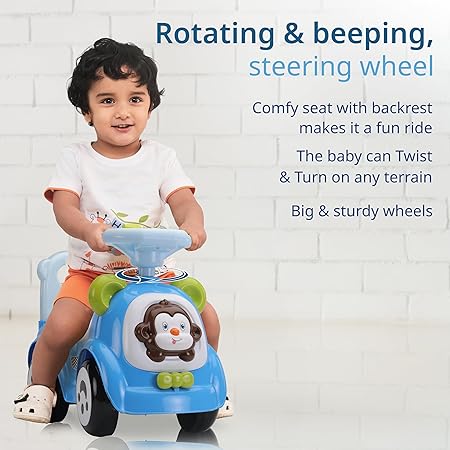 Rotating & beeping,
steering wheel
Comfy seat with backrest
makes it a fun ride
The baby can Twist
& Turn on any terrain
Big & sturdy wheels